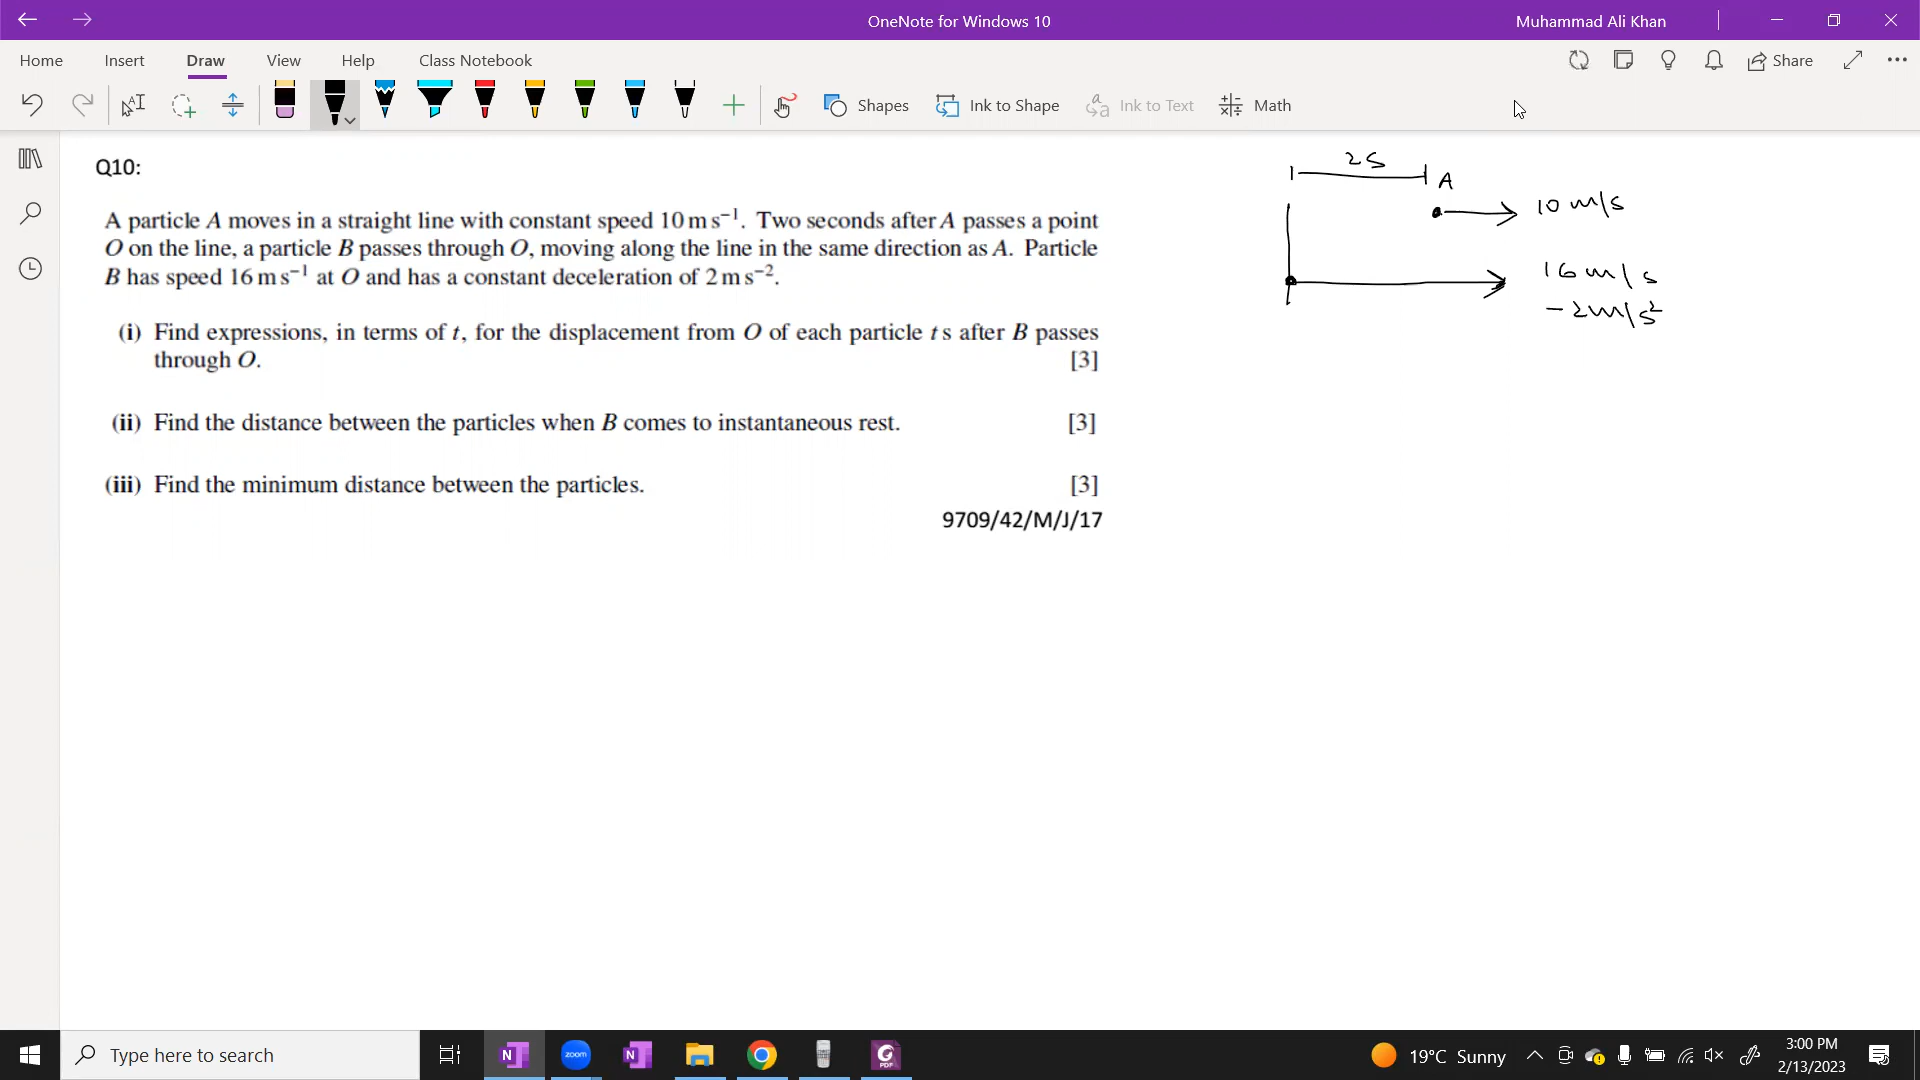 OneNote for Windows 10
Muhammad Ali Khan
Home Insert Draw View Help Class Notebook
Share
Shapes Ink to Shape Ink to Text Math
Q10:
A particle A moves in a straight line with constant speed 10 m s⁻¹. Two seconds after A passes a point
O on the line, a particle B passes through O, moving along the line in the same direction as A. Particle
B has speed 16 m s⁻¹ at O and has a constant deceleration of 2 m s⁻².
(i) Find expressions, in terms of t, for the displacement from O of each particle t s after B passes
through O. [3]
(ii) Find the distance between the particles when B comes to instantaneous rest. [3]
(iii) Find the minimum distance between the particles. [3]
9709/42/M/J/17
2s
A
10 m/s
16 m/s
-2m/s²
Type here to search
zoom
PDF
19°C Sunny
3:00 PM
2/13/2023